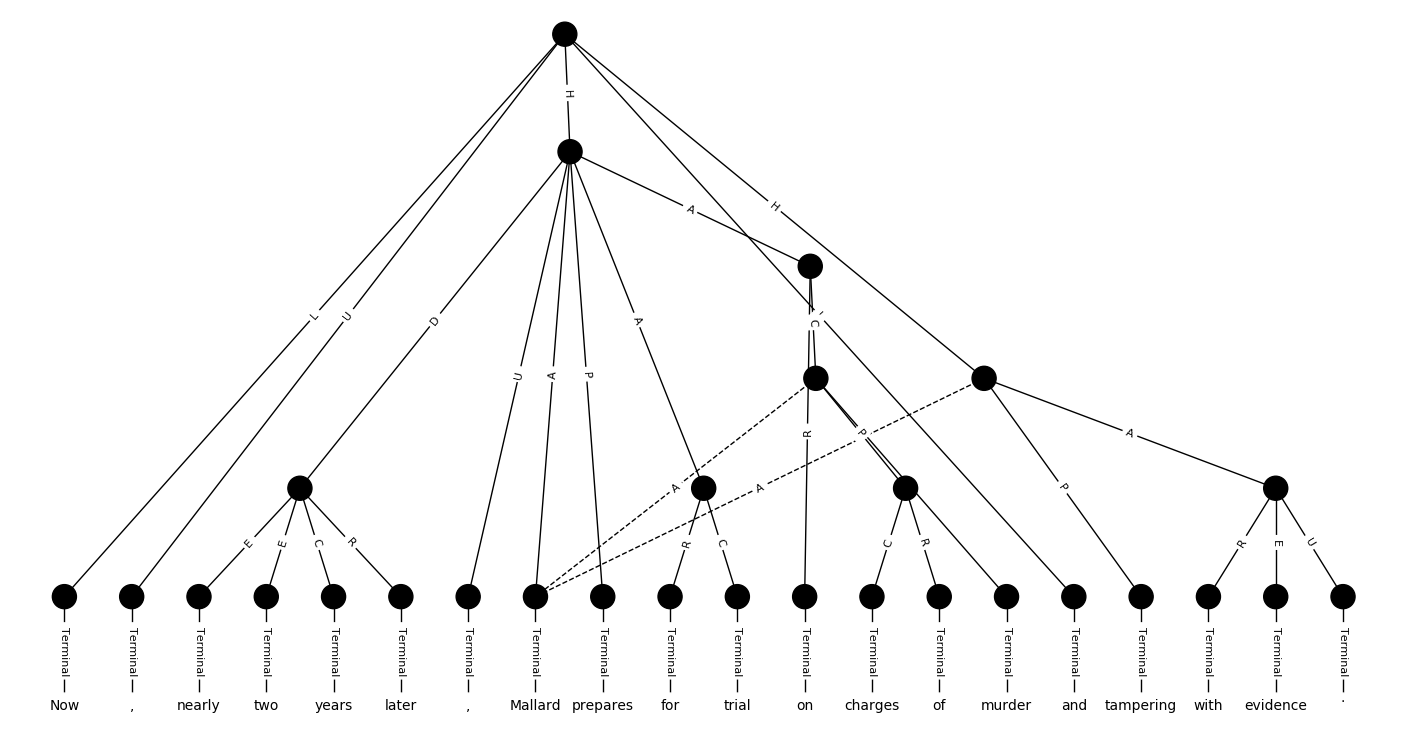 H
A
H
L
U
D
U
A
P
A
C
R
P
A
P
A
A
E
E
C
R
R
C
C
R
R
E
U
Terminal Terminal Terminal Terminal Terminal Terminal Terminal Terminal Terminal Terminal Terminal Terminal Terminal Terminal Terminal Terminal Terminal Terminal Terminal Terminal
Now , nearly two years later , Mallard prepares for trial on charges of murder and tampering with evidence .